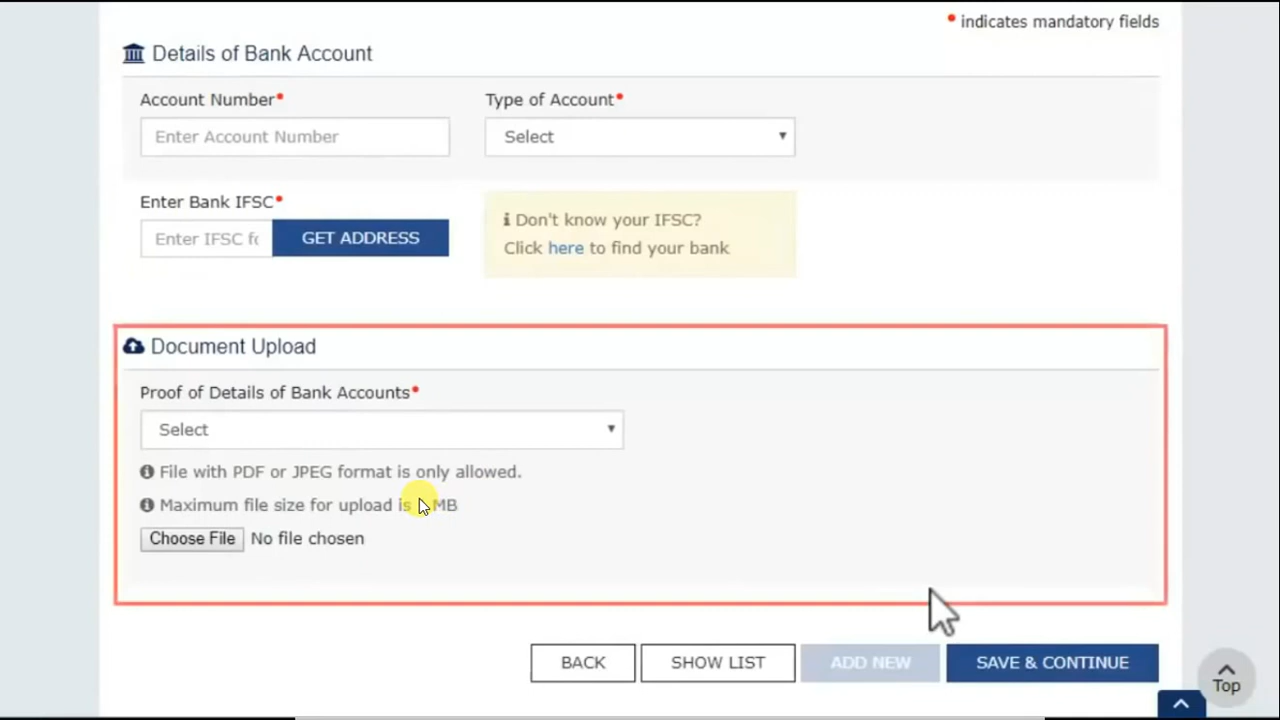 • indicates mandatory fields
Details of Bank Account
Account Number• Type of Account•
Enter Account Number Select
Enter Bank IFSC•
Don't know your IFSC?
Enter IFSC fo GET ADDRESS
Click here to find your bank
Document Upload
Proof of Details of Bank Accounts•
Select
File with PDF or JPEG format is only allowed.
Maximum file size for upload is MB
Choose File No file chosen
BACK SHOW LIST ADD NEW SAVE & CONTINUE
Top